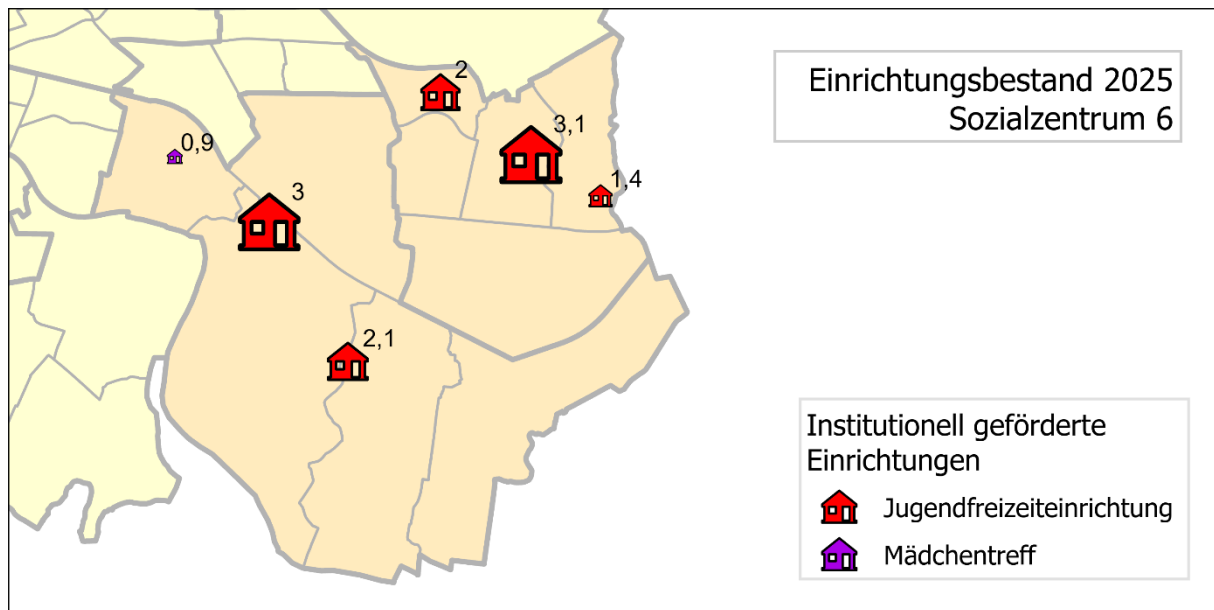 Einrichtungsbestand 2025
Sozialzentrum 6
2
3,1
0,9
1,4
3
2,1
Institutionell geförderte
Einrichtungen
Jugendfreizeiteinrichtung
Mädchentreff